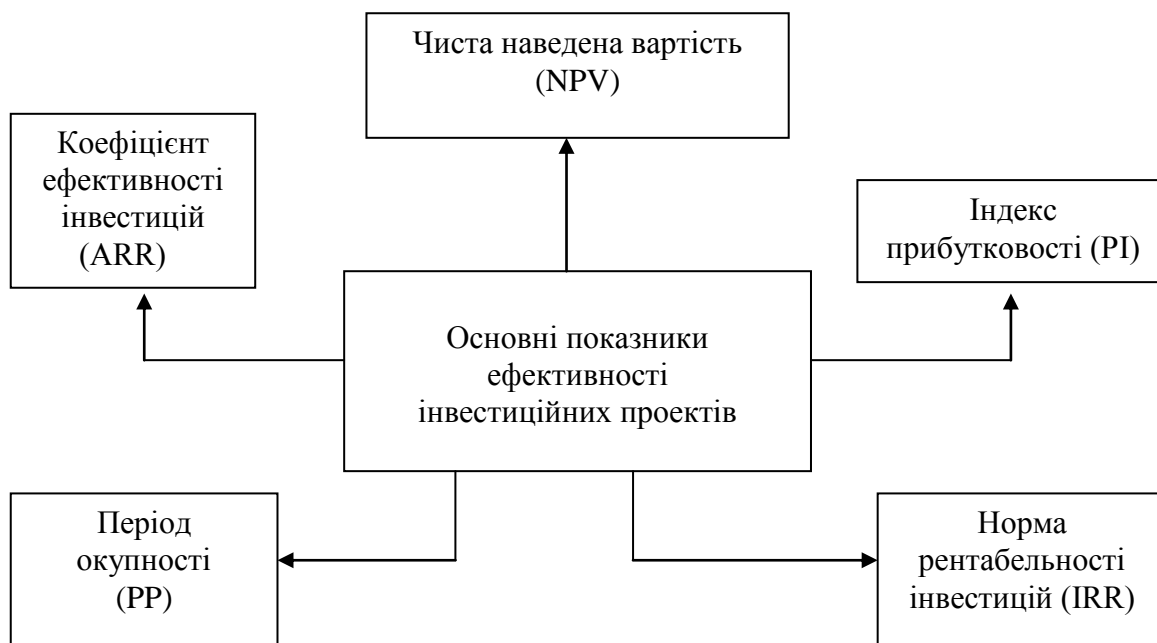 Чиста наведена вартість
(NPV)
Коефіцієнт
ефективності
інвестицій
(ARR)
Індекс
прибутковості (PI)
Основні показники
ефективності
інвестиційних проектів
Період
окупності
(PP)
Норма
рентабельності
інвестицій (IRR)